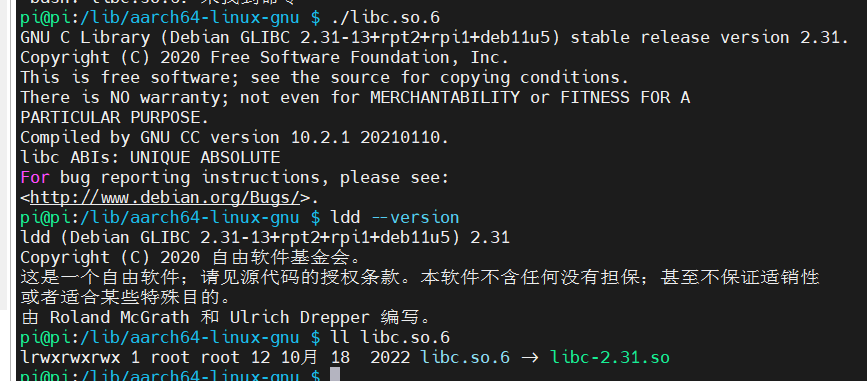 pi@pi:/lib/aarch64-linux-gnu $ ./libc.so.6
GNU C Library (Debian GLIBC 2.31-13+rpt2+rpi1+deb11u5) stable release version 2.31.
Copyright (C) 2020 Free Software Foundation, Inc.
This is free software; see the source for copying conditions.
There is NO warranty; not even for MERCHANTABILITY or FITNESS FOR A
PARTICULAR PURPOSE.
Compiled by GNU CC version 10.2.1 20210110.
libc ABIs: UNIQUE ABSOLUTE
For bug reporting instructions, please see:
<http://www.debian.org/Bugs/>.
pi@pi:/lib/aarch64-linux-gnu $ ldd --version
ldd (Debian GLIBC 2.31-13+rpt2+rpi1+deb11u5) 2.31
Copyright (C) 2020 自由软件基金会。
这是一个自由软件；请见源代码的授权条款。本软件不含任何没有担保；甚至不保证适销性
或者适合某些特殊目的。
由 Roland McGrath 和 Ulrich Drepper 编写。
pi@pi:/lib/aarch64-linux-gnu $ ll libc.so.6
lrwxrwxrwx 1 root root 12 10月 18  2022 libc.so.6 -> libc-2.31.so
pi@pi:/lib/aarch64-linux-gnu $